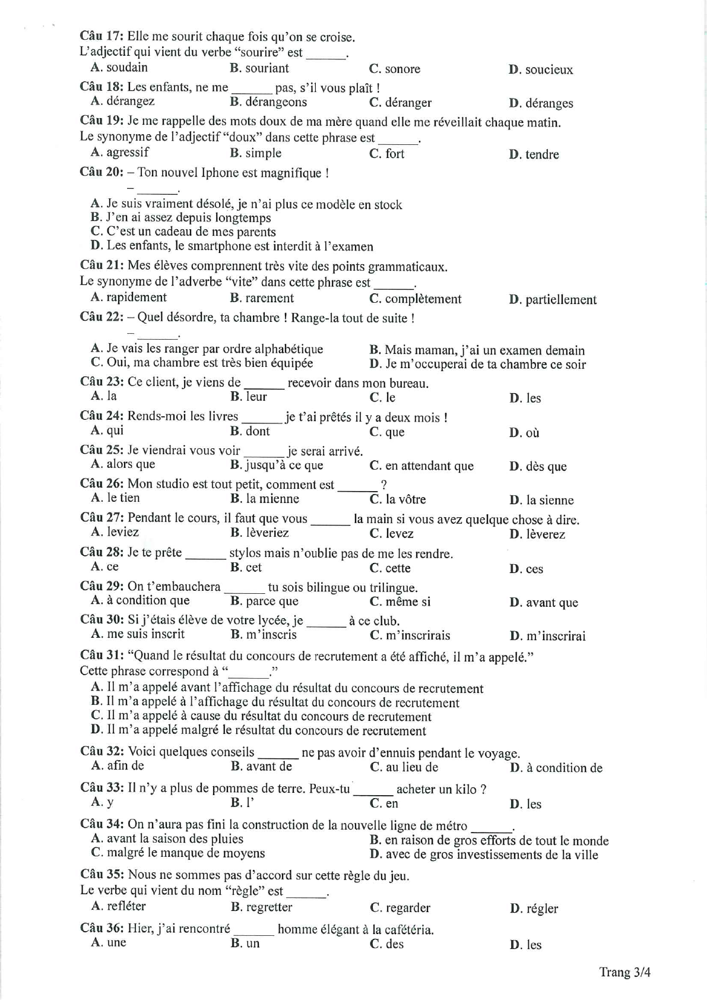 Câu 17: Elle me sourit chaque fois qu'on se croise.
L'adjectif qui vient du verbe “sourire” est ______.
A. soudain B. souriant C. sonore D. soucieux
Câu 18: Les enfants, ne me ______ pas, s'il vous plaît !
A. dérangez B. dérangeons C. déranger D. déranges
Câu 19: Je me rappelle des mots doux de ma mère quand elle me réveillait chaque matin.
Le synonyme de l'adjectif “doux” dans cette phrase est ______.
A. agressif B. simple C. fort D. tendre
Câu 20: – Ton nouvel Iphone est magnifique !
– ______.
A. Je suis vraiment désolé, je n'ai plus ce modèle en stock
B. J'en ai assez depuis longtemps
C. C'est un cadeau de mes parents
D. Les enfants, le smartphone est interdit à l'examen
Câu 21: Mes élèves comprennent très vite des points grammaticaux.
Le synonyme de l'adverbe “vite” dans cette phrase est ______.
A. rapidement B. rarement C. complètement D. partiellement
Câu 22: – Quel désordre, ta chambre ! Range-la tout de suite !
– ______.
A. Je vais les ranger par ordre alphabétique B. Mais maman, j'ai un examen demain
C. Oui, ma chambre est très bien équipée D. Je m'occuperai de ta chambre ce soir
Câu 23: Ce client, je viens de ______ recevoir dans mon bureau.
A. la B. leur C. le D. les
Câu 24: Rends-moi les livres ______ je t'ai prêtés il y a deux mois !
A. qui B. dont C. que D. où
Câu 25: Je viendrai vous voir ______ je serai arrivé.
A. alors que B. jusqu'à ce que C. en attendant que D. dès que
Câu 26: Mon studio est tout petit, comment est ______ ?
A. le tien B. la mienne C. la vôtre D. la sienne
Câu 27: Pendant le cours, il faut que vous ______ la main si vous avez quelque chose à dire.
A. leviez B. lèveriez C. levez D. lèverez
Câu 28: Je te prête ______ stylos mais n'oublie pas de me les rendre.
A. ce B. cet C. cette D. ces
Câu 29: On t'embauchera ______ tu sois bilingue ou trilingue.
A. à condition que B. parce que C. même si D. avant que
Câu 30: Si j'étais élève de votre lycée, je ______ à ce club.
A. me suis inscrit B. m'inscris C. m'inscrirais D. m'inscrirai
Câu 31: “Quand le résultat du concours de recrutement a été affiché, il m'a appelé.”
Cette phrase correspond à “______.”
A. Il m'a appelé avant l'affichage du résultat du concours de recrutement
B. Il m'a appelé à l'affichage du résultat du concours de recrutement
C. Il m'a appelé à cause du résultat du concours de recrutement
D. Il m'a appelé malgré le résultat du concours de recrutement
Câu 32: Voici quelques conseils ______ ne pas avoir d'ennuis pendant le voyage.
A. afin de B. avant de C. au lieu de D. à condition de
Câu 33: Il n'y a plus de pommes de terre. Peux-tu ______ acheter un kilo ?
A. y B. l' C. en D. les
Câu 34: On n'aura pas fini la construction de la nouvelle ligne de métro ______.
A. avant la saison des pluies B. en raison de gros efforts de tout le monde
C. malgré le manque de moyens D. avec de gros investissements de la ville
Câu 35: Nous ne sommes pas d'accord sur cette règle du jeu.
Le verbe qui vient du nom “règle” est ______.
A. refléter B. regretter C. regarder D. régler
Câu 36: Hier, j'ai rencontré ______ homme élégant à la cafétéria.
A. une B. un C. des D. les
Trang 3/4